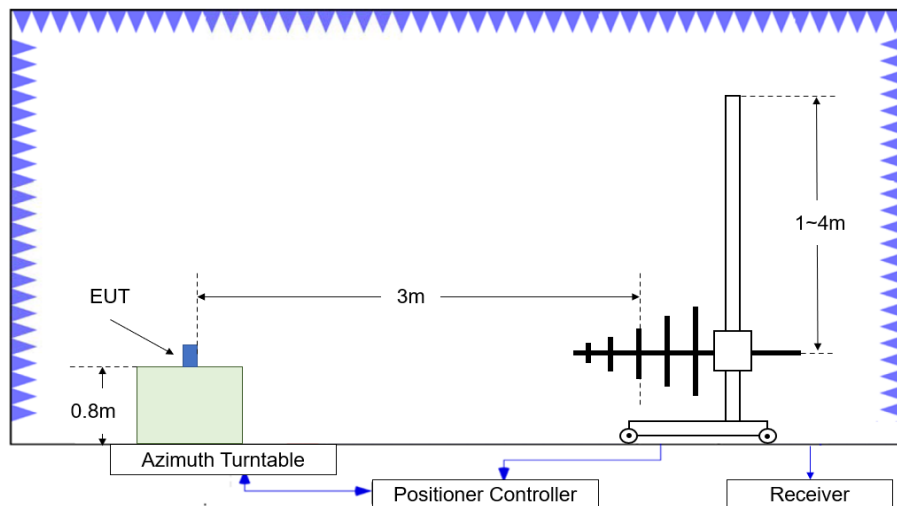 1~4m
EUT
3m
0.8m
Azimuth Turntable
Positioner Controller
Receiver